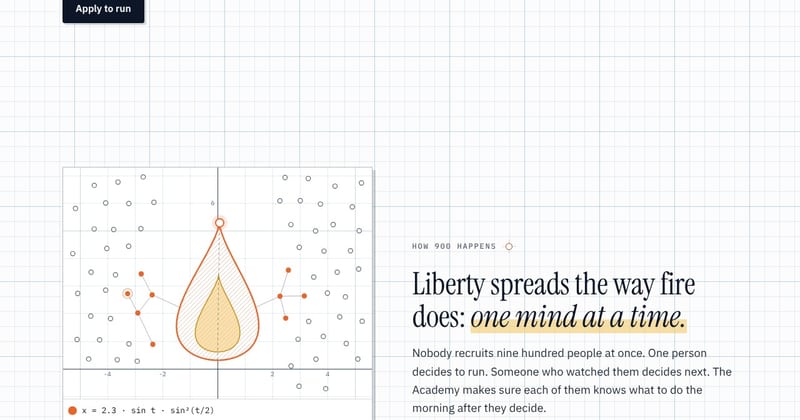 Apply to run
6
-4 -2 2 4
x = 2.3 · sin t · sin²(t/2)
HOW 900 HAPPENS
Liberty spreads the way fire
does: one mind at a time.
Nobody recruits nine hundred people at once. One person
decides to run. Someone who watched them decides next. The
Academy makes sure each of them knows what to do the
morning after they decide.